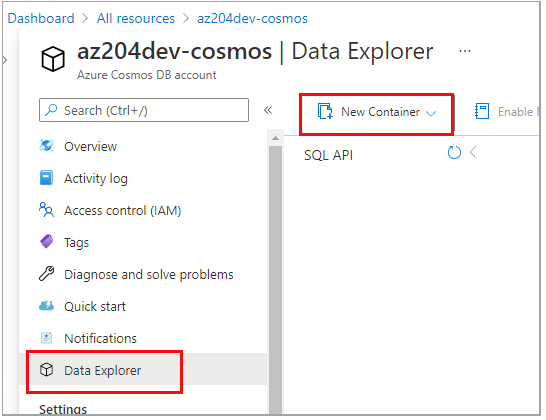 Dashboard > All resources > az204dev-cosmos
az204dev-cosmos | Data Explorer ...
Azure Cosmos DB account
Search (Ctrl+/) «
New Container
Enable
SQL API
Overview
Activity log
Access control (IAM)
Tags
Diagnose and solve problems
Quick start
Notifications
Data Explorer
Settings